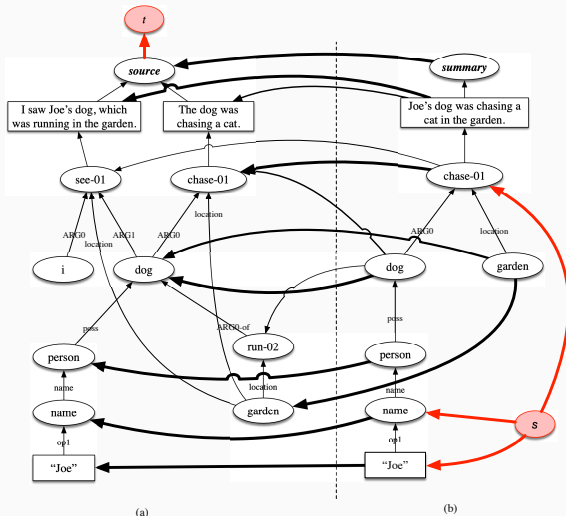 t
source
summary
I saw Joe's dog, which
was running in the garden.
The dog was
chasing a cat.
Joe's dog was chasing a
cat in the garden.
see-01
chase-01
chase-01
ARG0
ARG1
location
ARG0
location
ARG0
location
i
dog
dog
garden
poss
ARG0-of
poss
person
run-02
person
name
location
name
name
garden
name
s
op1
op1
"Joe"
"Joe"
(a)
(b)